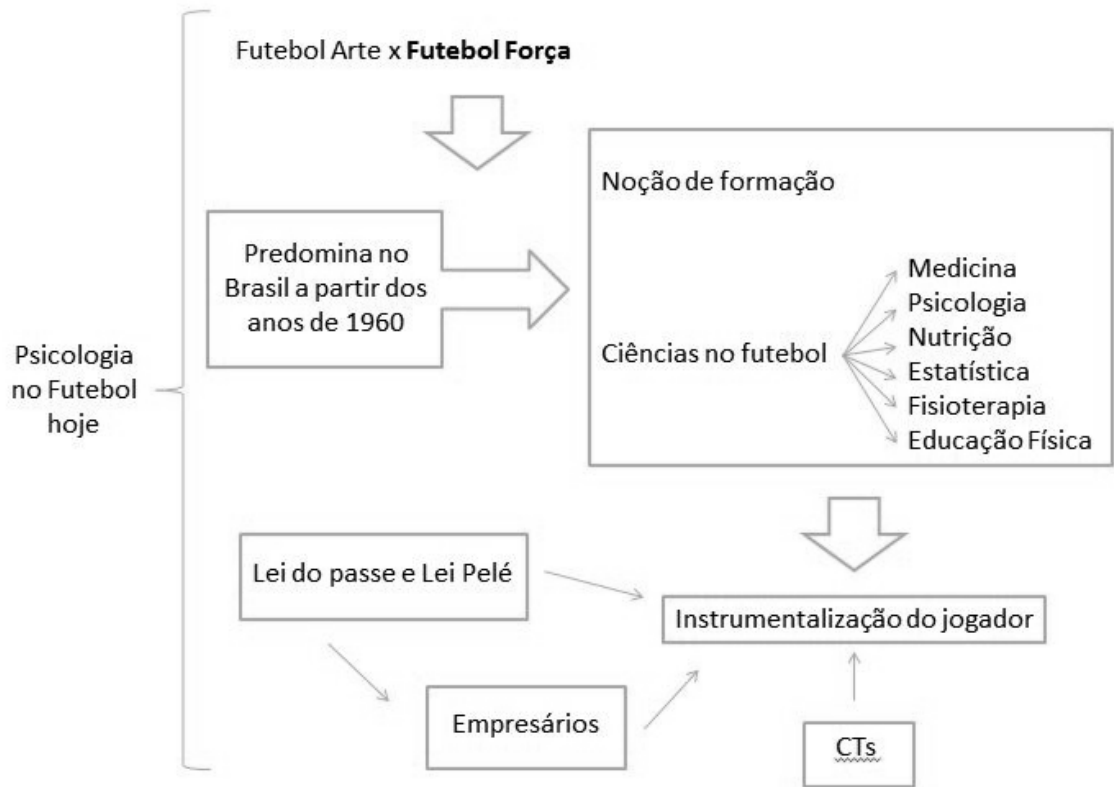 Futebol Arte x Futebol Força
Predomina no
Brasil a partir dos
anos de 1960
Noção de formação
Ciências no futebol
Medicina
Psicologia
Nutrição
Estatística
Fisioterapia
Educação Física
Psicologia
no Futebol
hoje
Lei do passe e Lei Pelé
Instrumentalização do jogador
Empresários
CTs